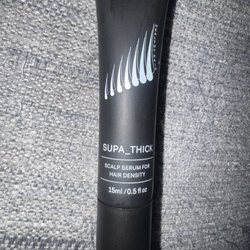 SUPA_THICK
SCALP SERUM FOR
HAIR DENSITY
15ml / 0.5 fl oz